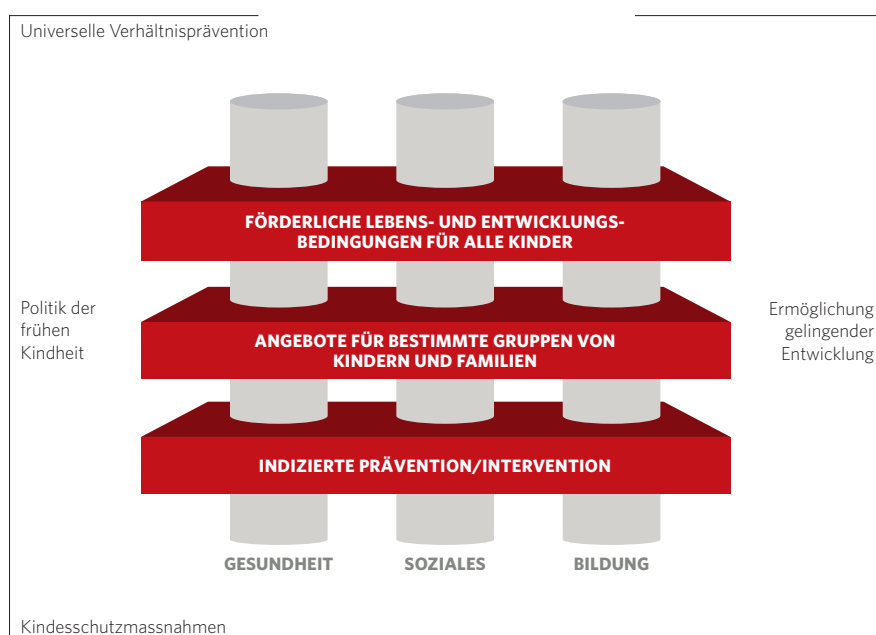 Universelle Verhältnisprävention
FÖRDERLICHE LEBENS- UND ENTWICKLUNGS-
BEDINGUNGEN FÜR ALLE KINDER
Politik der
frühen
Kindheit
ANGEBOTE FÜR BESTIMMTE GRUPPEN VON
KINDERN UND FAMILIEN
Ermöglichung
gelingender
Entwicklung
INDIZIERTE PRÄVENTION/INTERVENTION
GESUNDHEIT SOZIALES BILDUNG
Kindesschutzmassnahmen